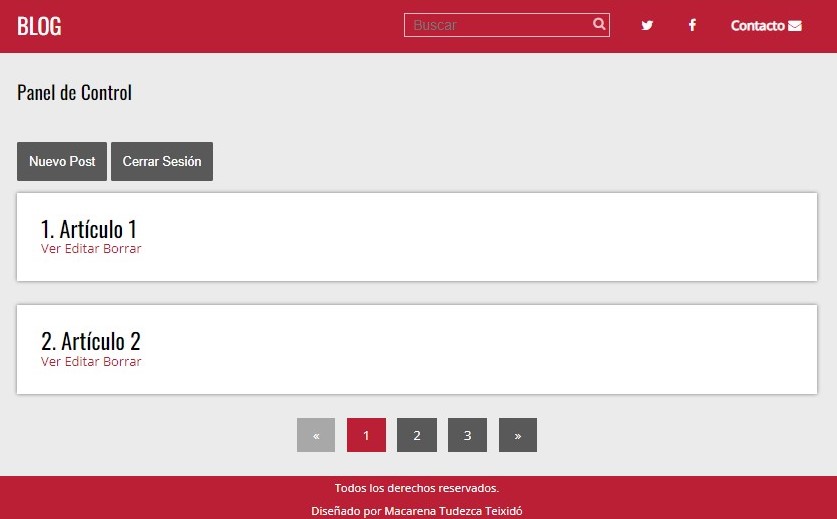 BLOG
Buscar
Contacto
Panel de Control
Nuevo Post
Cerrar Sesión
1. Artículo 1
Ver Editar Borrar
2. Artículo 2
Ver Editar Borrar
« 1 2 3 »
Todos los derechos reservados.
Diseñado por Macarena Tudezca Teixidó